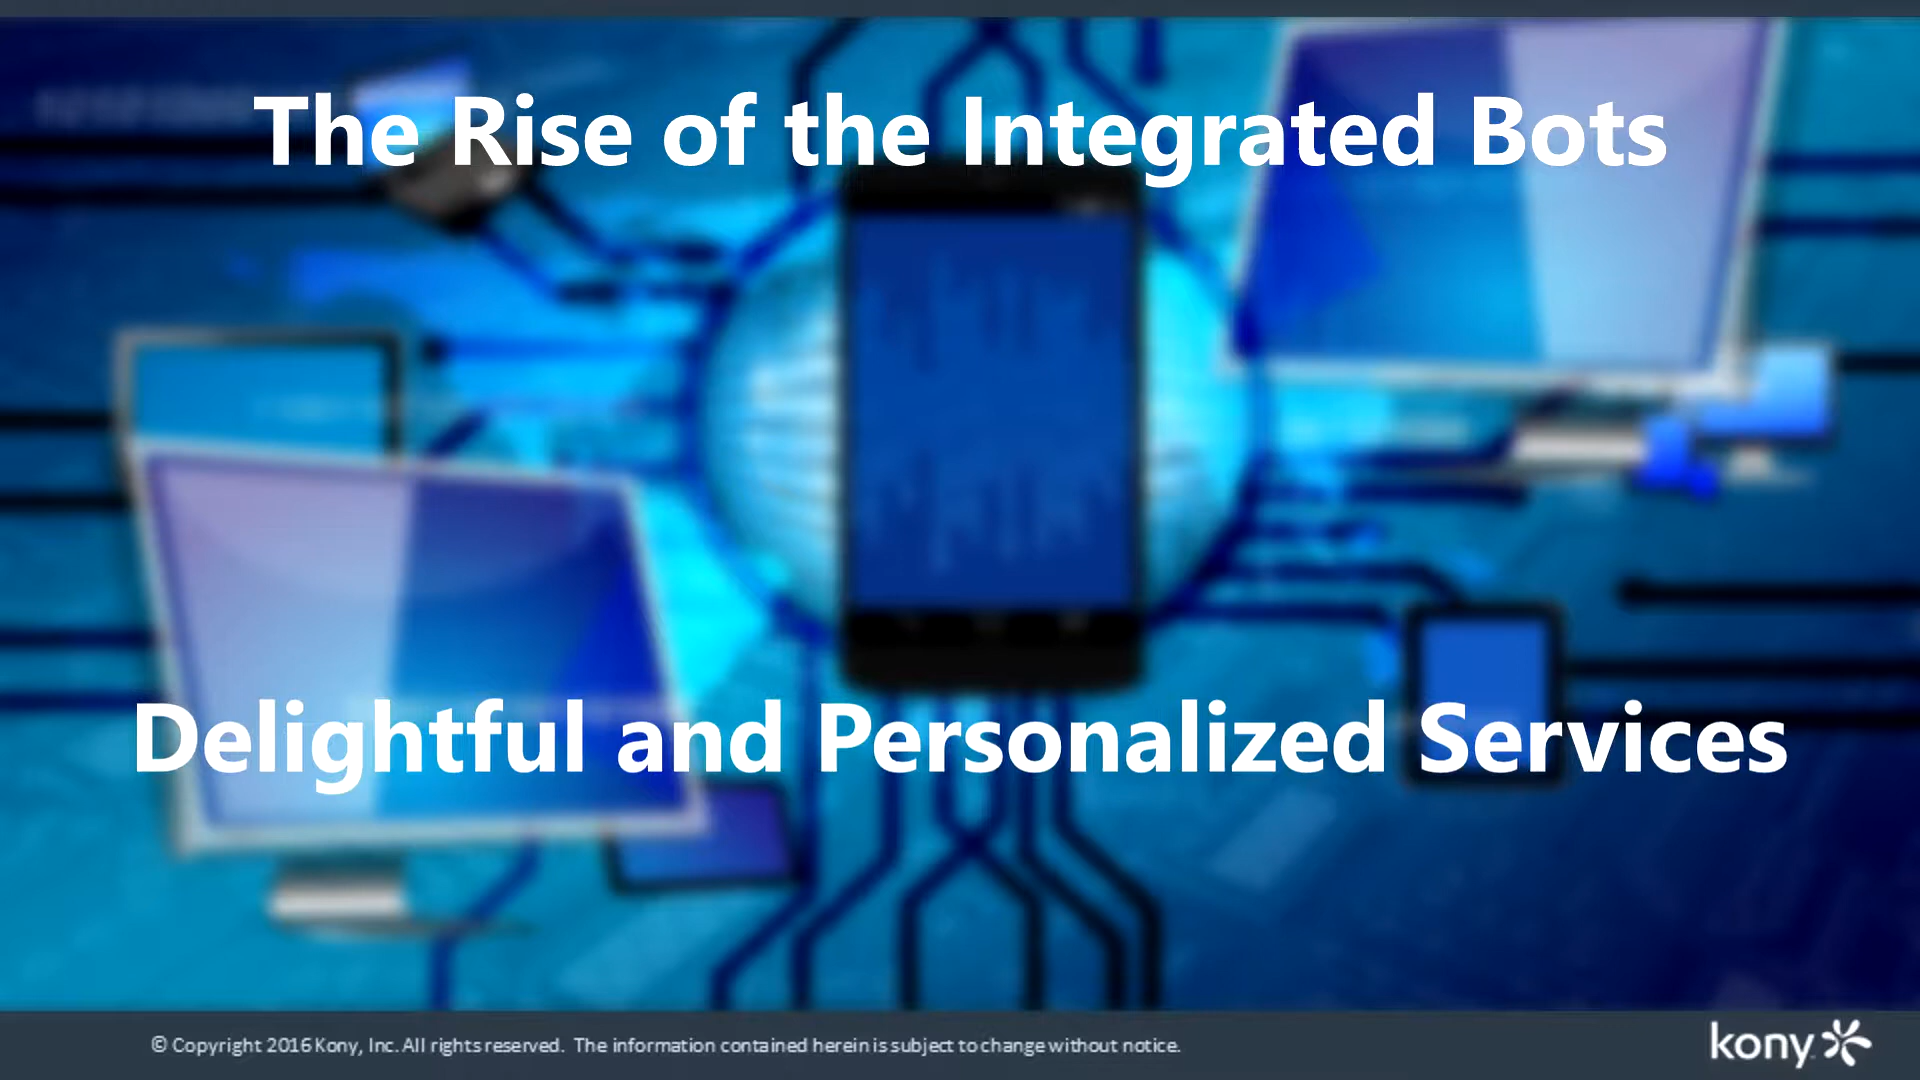 The Rise of the Integrated Bots
Delightful and Personalized Services
© Copyright 2016 Kony, Inc. All rights reserved. The information contained herein is subject to change without notice.
kony